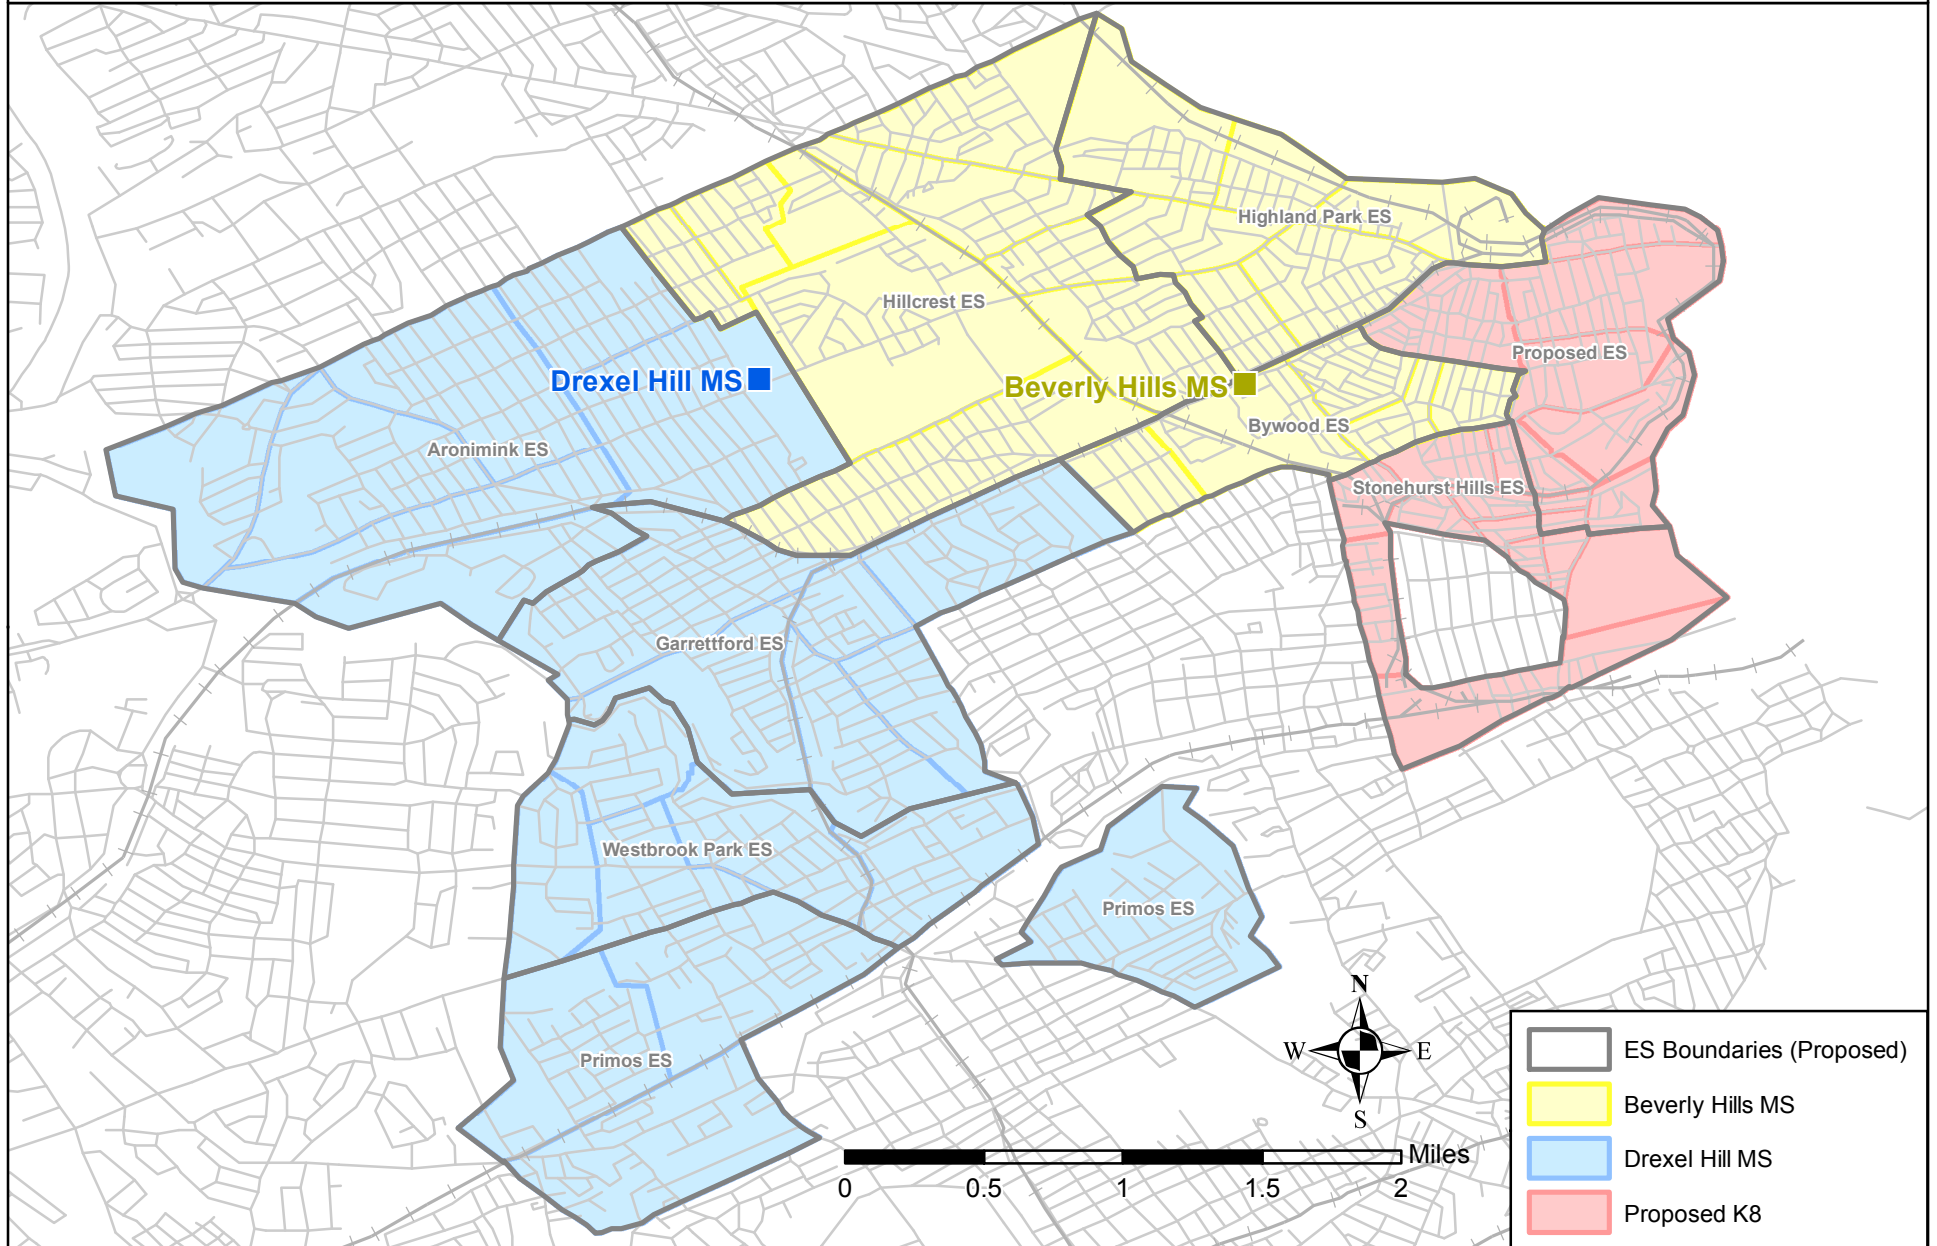 Highland Park ES
Hillcrest ES
Proposed ES
Drexel Hill MS
Beverly Hills MS
Bywood ES
Aronimink ES
Stonehurst Hills ES
Garrettford ES
Westbrook Park ES
Primos ES
Primos ES
N
W E
S
Miles
0 0.5 1 1.5 2
ES Boundaries (Proposed)
Beverly Hills MS
Drexel Hill MS
Proposed K8